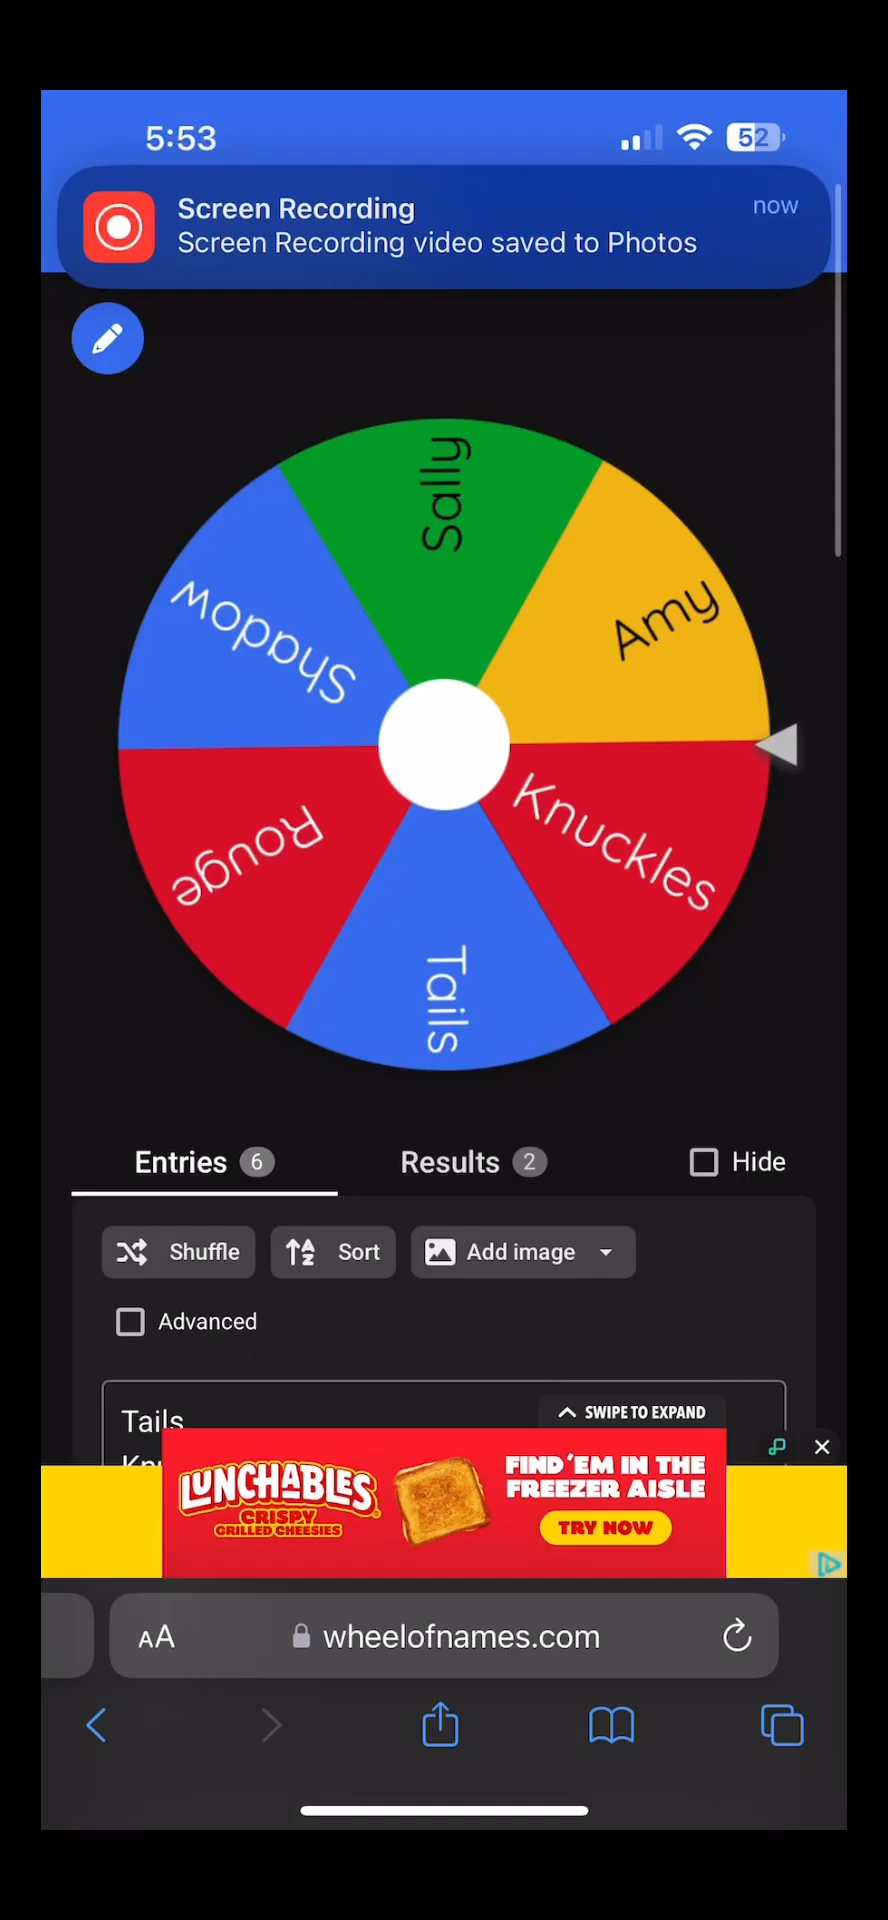 5:53
52
Screen Recording
now
Screen Recording video saved to Photos
Sally
Amy
Shadow
Knuckles
Rouge
Tails
Entries 6
Results 2
Hide
Shuffle
Sort
Add image
Advanced
Tails
SWIPE TO EXPAND
LUNCHABLES
CRISPY
GRILLED CHEESIES
FIND 'EM IN THE
FREEZER AISLE
TRY NOW
AA
wheelofnames.com